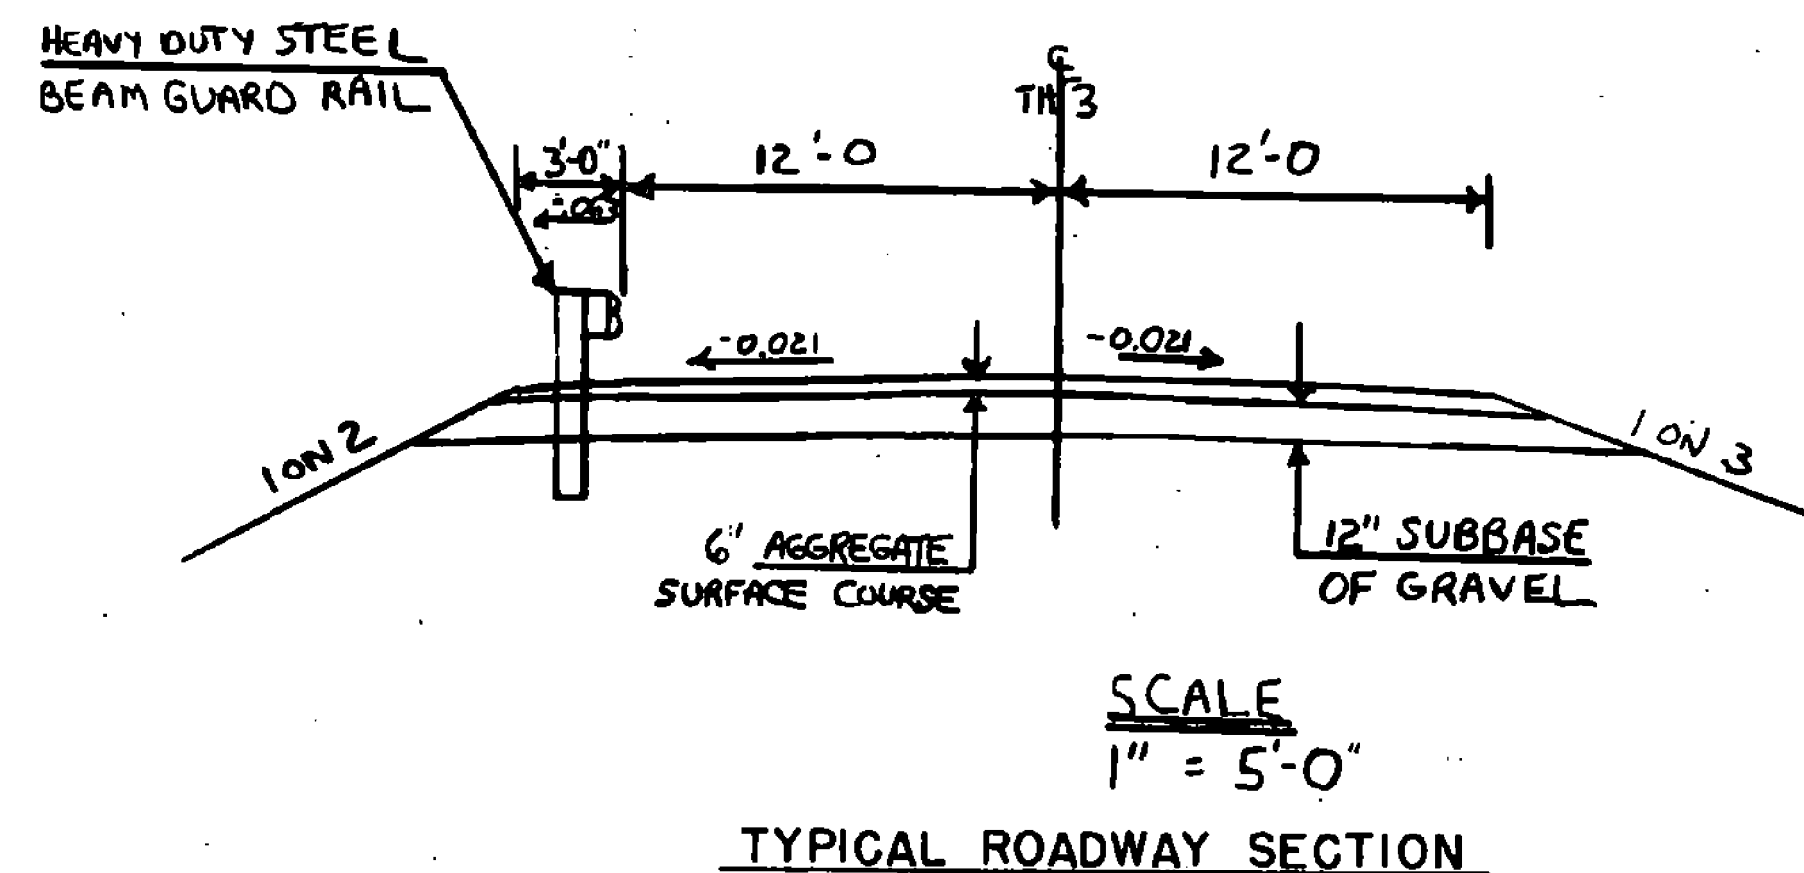 HEAVY DUTY STEEL
BEAM GUARD RAIL
℄
TH 3
3'-0"
12'-0
12'-0
-.063
-0.021
-0.021
1 ON 2
1 ON 3
6" AGGREGATE
SURFACE COURSE
12" SUBBASE
OF GRAVEL
SCALE
1" = 5'-0"
TYPICAL ROADWAY SECTION